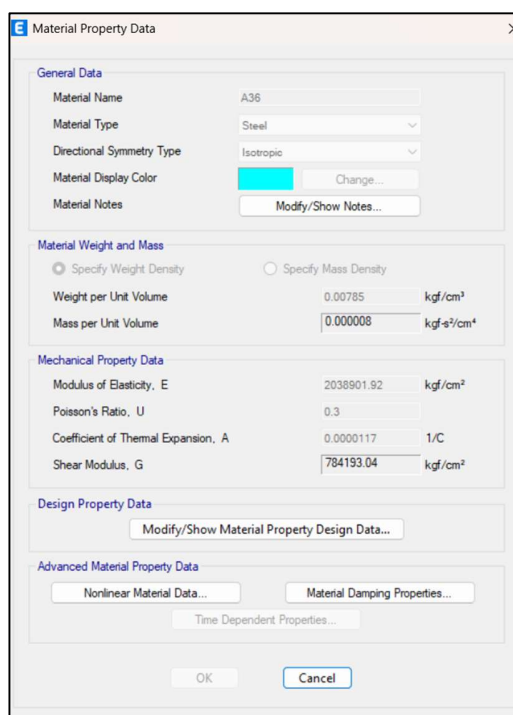 E Material Property Data
General Data
Material Name A36
Material Type Steel
Directional Symmetry Type Isotropic
Material Display Color Change...
Material Notes Modify/Show Notes...
Material Weight and Mass
Specify Weight Density Specify Mass Density
Weight per Unit Volume 0.00785 kgf/cm³
Mass per Unit Volume 0.000008 kgf-s²/cm⁴
Mechanical Property Data
Modulus of Elasticity, E 2038901.92 kgf/cm²
Poisson's Ratio, U 0.3
Coefficient of Thermal Expansion, A 0.0000117 1/C
Shear Modulus, G 784193.04 kgf/cm²
Design Property Data
Modify/Show Material Property Design Data...
Advanced Material Property Data
Nonlinear Material Data... Material Damping Properties...
Time Dependent Properties...
OK Cancel